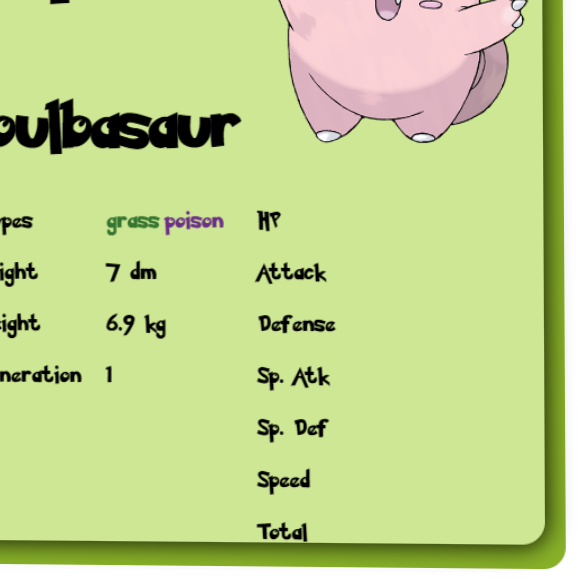 oulbasaur
pes grass poison HP
ight 7 dm Attack
eight 6.9 kg Defense
neration 1 Sp. Atk
Sp. Def
Speed
Total